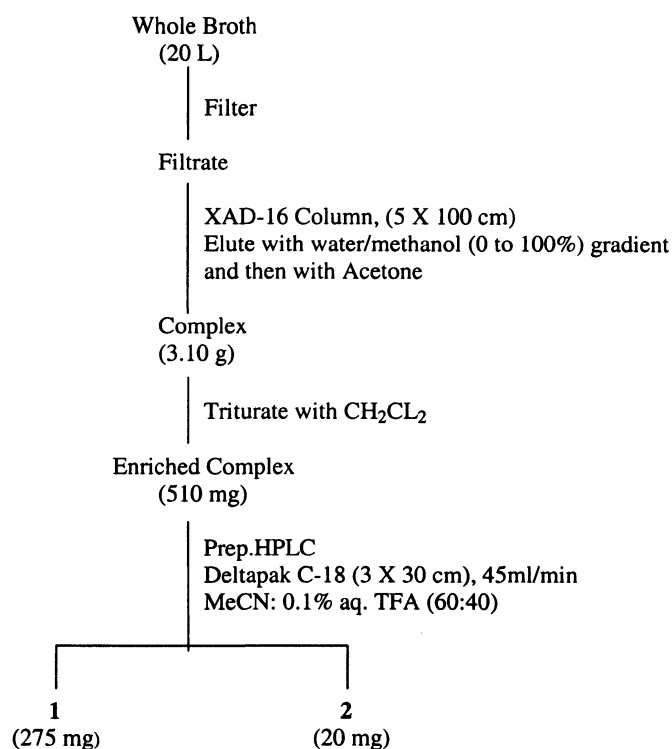 Whole Broth
(20 L)
Filter
Filtrate
XAD-16 Column, (5 X 100 cm)
Elute with water/methanol (0 to 100%) gradient
and then with Acetone
Complex
(3.10 g)
Triturate with CH₂CL₂
Enriched Complex
(510 mg)
Prep.HPLC
Deltapak C-18 (3 X 30 cm), 45ml/min
MeCN: 0.1% aq. TFA (60:40)
1 2
(275 mg) (20 mg)